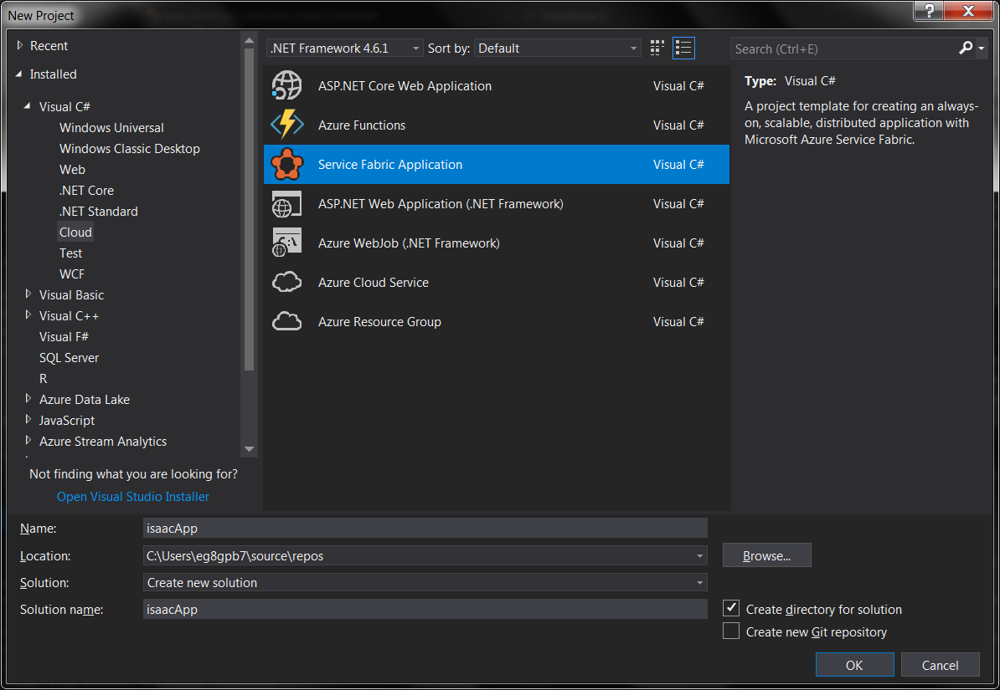 New Project
?
X
Recent
Installed
Visual C#
Windows Universal
Windows Classic Desktop
Web
.NET Core
.NET Standard
Cloud
Test
WCF
Visual Basic
Visual C++
Visual F#
SQL Server
R
Azure Data Lake
JavaScript
Azure Stream Analytics
Not finding what you are looking for?
Open Visual Studio Installer
.NET Framework 4.6.1 Sort by: Default
ASP.NET Core Web Application Visual C#
Azure Functions Visual C#
Service Fabric Application Visual C#
ASP.NET Web Application (.NET Framework) Visual C#
Azure WebJob (.NET Framework) Visual C#
Azure Cloud Service Visual C#
Azure Resource Group Visual C#
Search (Ctrl+E)
Type: Visual C#
A project template for creating an always-
on, scalable, distributed application with
Microsoft Azure Service Fabric.
Name: isaacApp
Location: C:\Users\eg8gpb7\source\repos Browse...
Solution: Create new solution
Solution name: isaacApp
Create directory for solution
Create new Git repository
OK Cancel